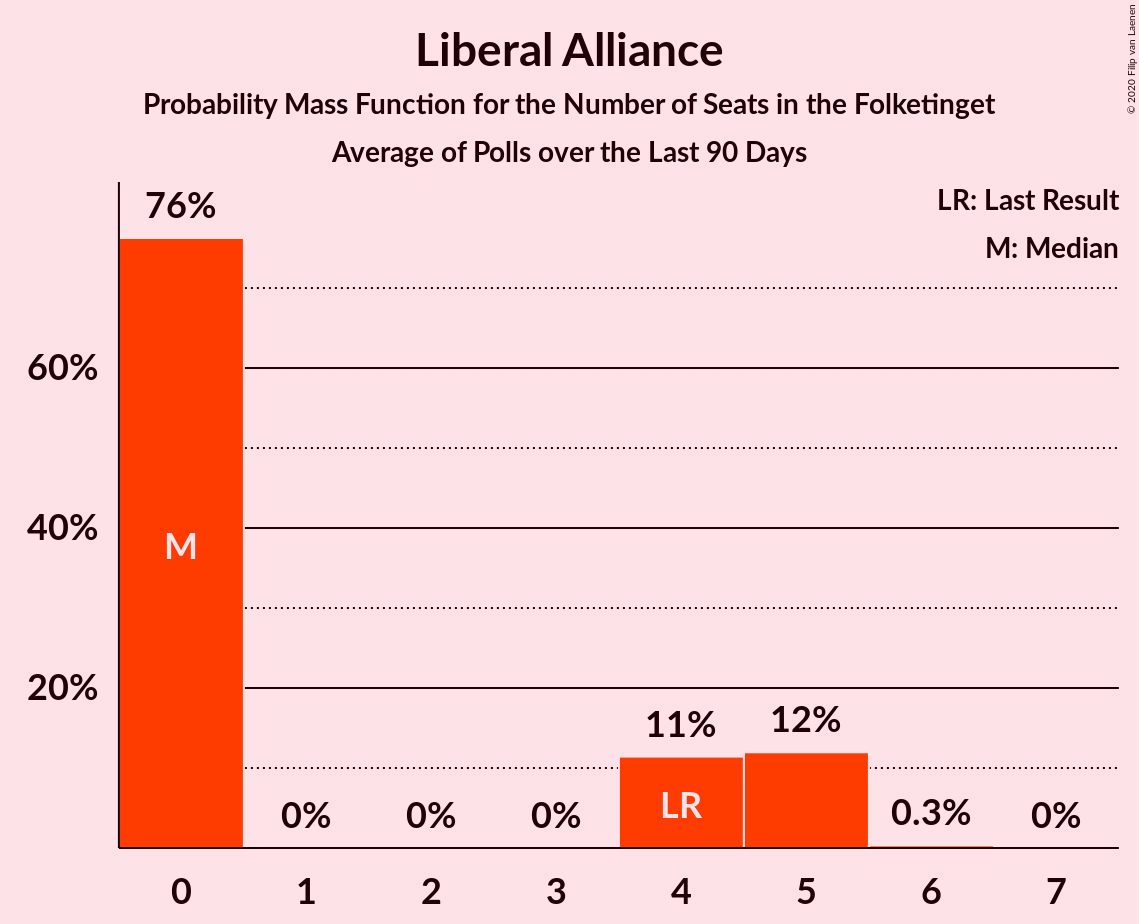 Liberal Alliance
Probability Mass Function for the Number of Seats in the Folketinget
Average of Polls over the Last 90 Days
© 2020 Filip van Laenen
LR: Last Result
M: Median
76%
60%
40%
20%
M
0%
0%
0%
11%
LR
12%
0.3%
0%
0
1
2
3
4
5
6
7